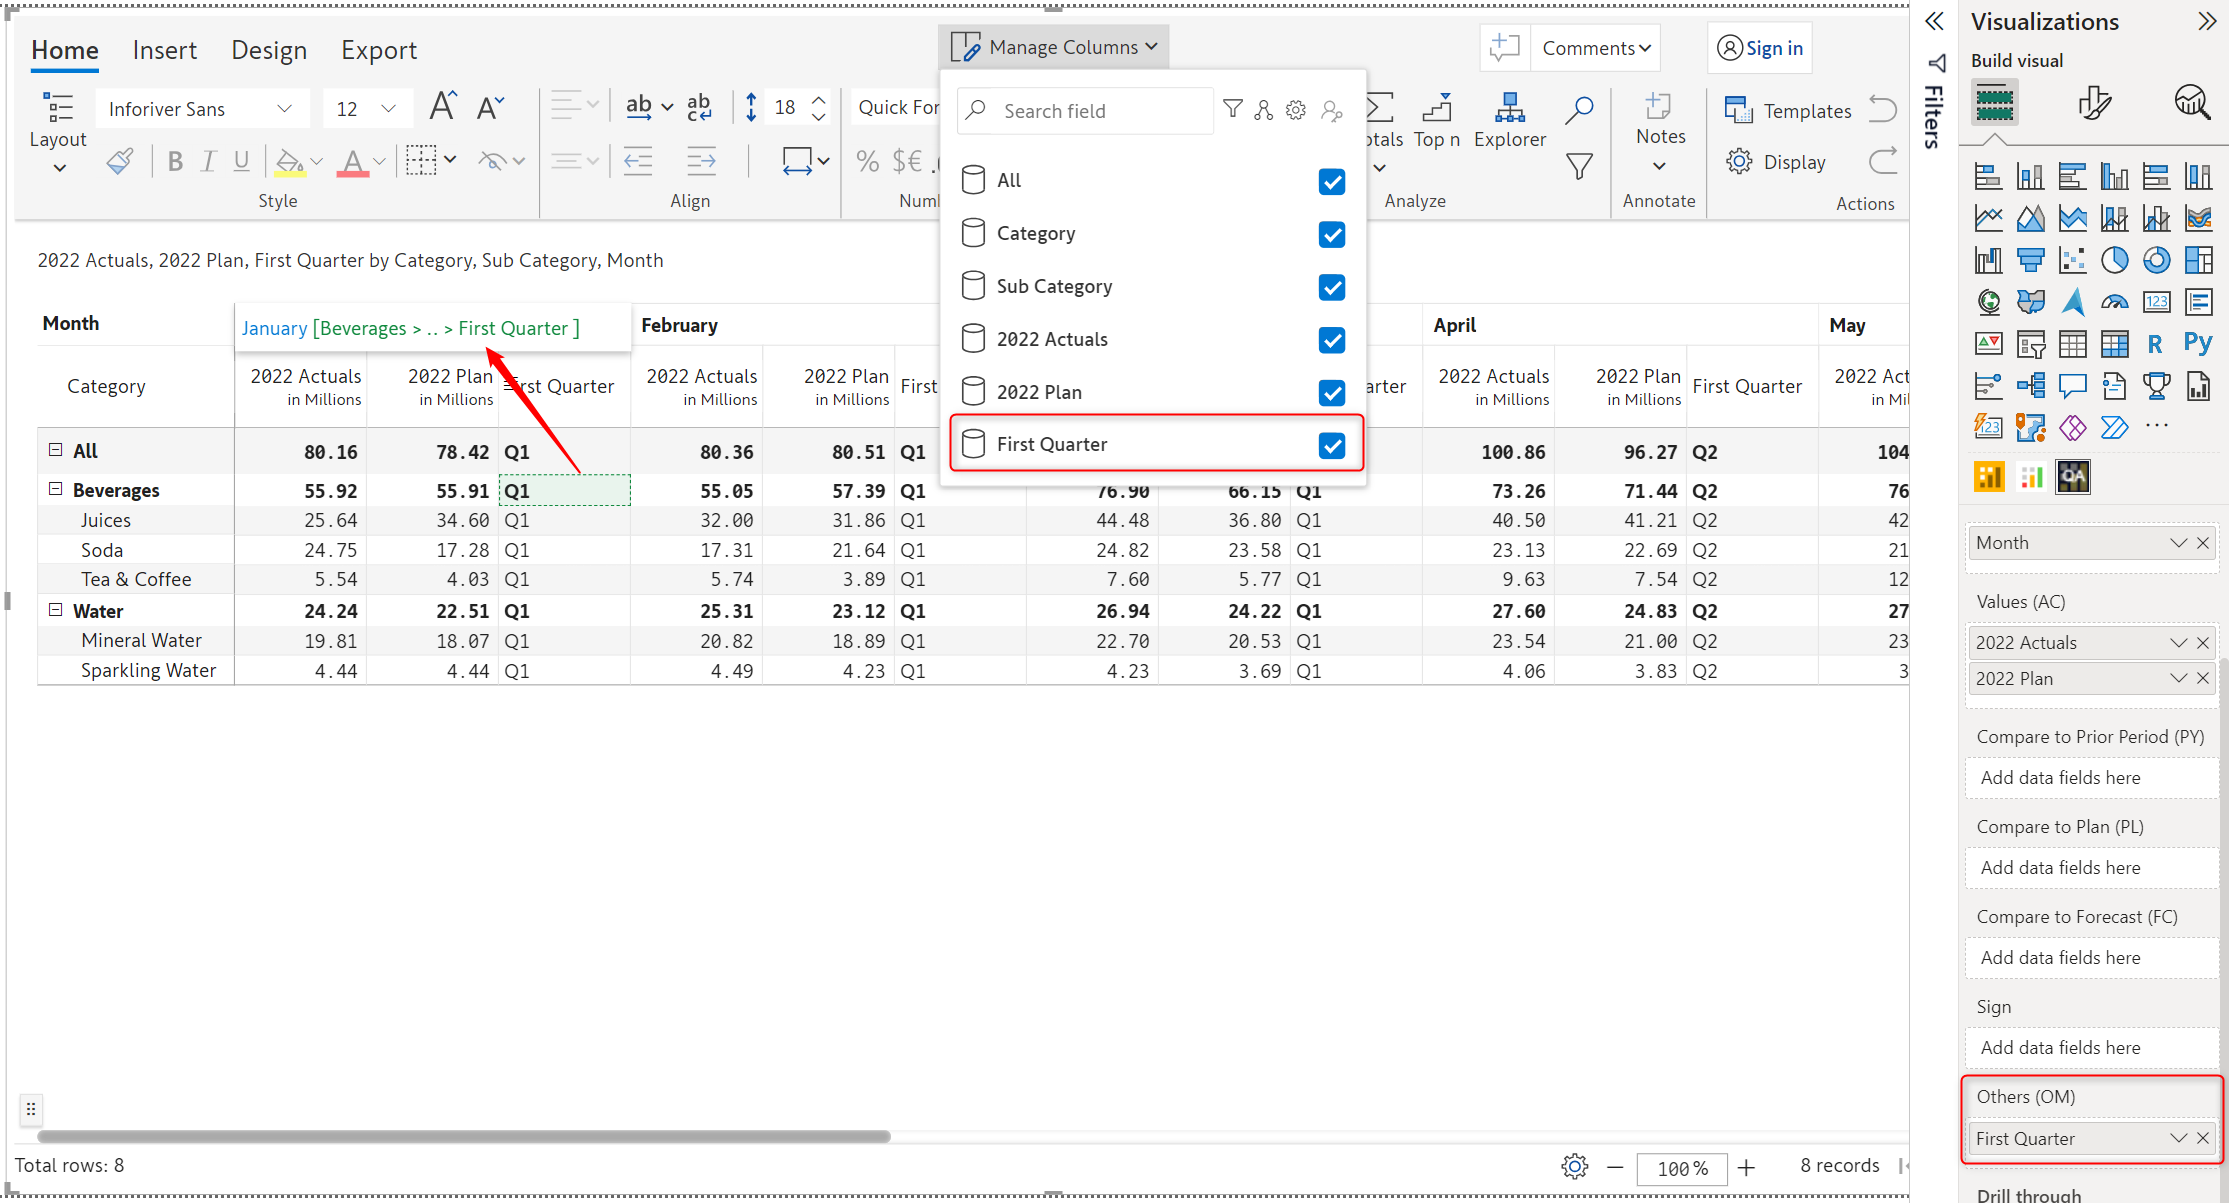 Home Insert Design Export
Manage Columns
Comments
Sign in
Inforiver Sans 12
18
Quick For
Layout
Style
Align
Num
Totals Top n Explorer
Analyze
Notes
Annotate
Templates
Display
Actions
Search field
All
Category
Sub Category
2022 Actuals
2022 Plan
First Quarter
2022 Actuals, 2022 Plan, First Quarter by Category, Sub Category, Month
Month January [Beverages > .. > First Quarter ] February April May
Category 2022 Actuals in Millions 2022 Plan in Millions First Quarter 2022 Actuals in Millions 2022 Plan in Millions First arter 2022 Actuals in Millions 2022 Plan in Millions First Quarter 2022 Act in Mil
All 80.16 78.42 Q1 80.36 80.51 Q1 100.86 96.27 Q2 104
Beverages 55.92 55.91 Q1 55.05 57.39 Q1 76.90 66.15 Q1 73.26 71.44 Q2 76
Juices 25.64 34.60 Q1 32.00 31.86 Q1 44.48 36.80 Q1 40.50 41.21 Q2 42
Soda 24.75 17.28 Q1 17.31 21.64 Q1 24.82 23.58 Q1 23.13 22.69 Q2 21
Tea & Coffee 5.54 4.03 Q1 5.74 3.89 Q1 7.60 5.77 Q1 9.63 7.54 Q2 12
Water 24.24 22.51 Q1 25.31 23.12 Q1 26.94 24.22 Q1 27.60 24.83 Q2 27
Mineral Water 19.81 18.07 Q1 20.82 18.89 Q1 22.70 20.53 Q1 23.54 21.00 Q2 23
Sparkling Water 4.44 4.44 Q1 4.49 4.23 Q1 4.23 3.69 Q1 4.06 3.83 Q2 3
Total rows: 8
100 %
8 records
Filters
Visualizations
Build visual
123
R Py
123
QA
Month
Values (AC)
2022 Actuals
2022 Plan
Compare to Prior Period (PY)
Add data fields here
Compare to Plan (PL)
Add data fields here
Compare to Forecast (FC)
Add data fields here
Sign
Add data fields here
Others (OM)
First Quarter
Drill through